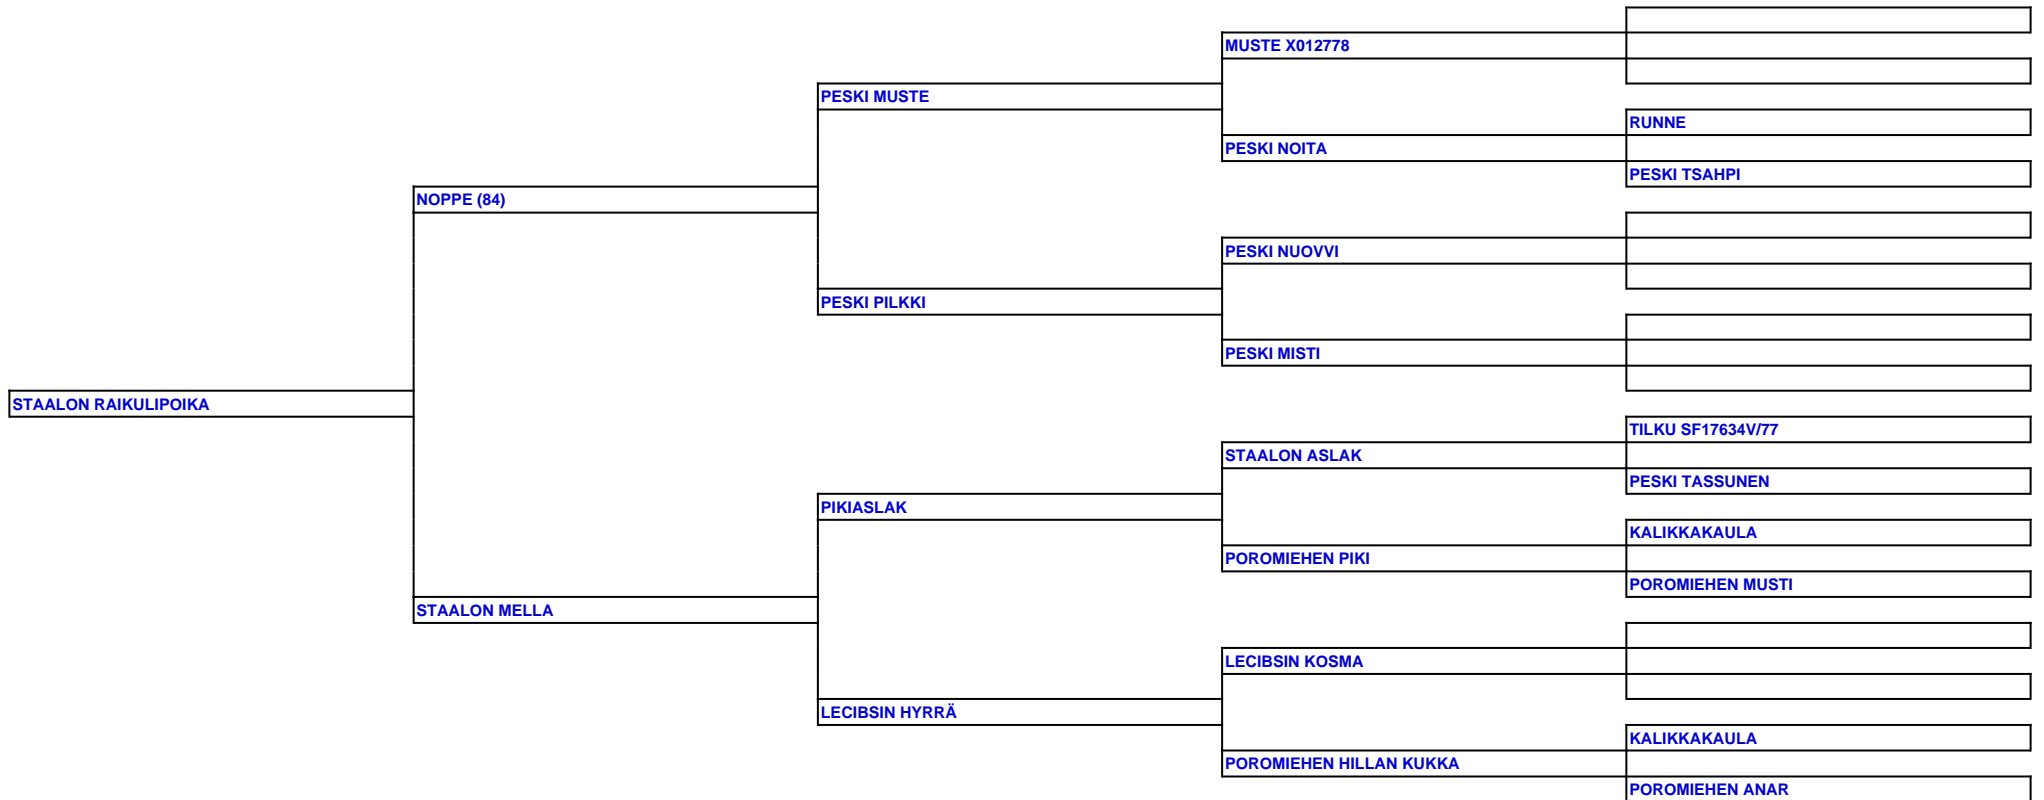 MUSTE X012778
PESKI MUSTE
RUNNE
PESKI NOITA
PESKI TSAHPI
NOPPE (84)
PESKI NUOVVI
PESKI PILKKI
PESKI MISTI
STAALON RAIKULIPOIKA
TILKU SF17634V/77
STAALON ASLAK
PESKI TASSUNEN
PIKIASLAK
KALIKKAKAULA
POROMIEHEN PIKI
POROMIEHEN MUSTI
STAALON MELLA
LECIBSIN KOSMA
LECIBSIN HYRRÄ
KALIKKAKAULA
POROMIEHEN HILLAN KUKKA
POROMIEHEN ANAR